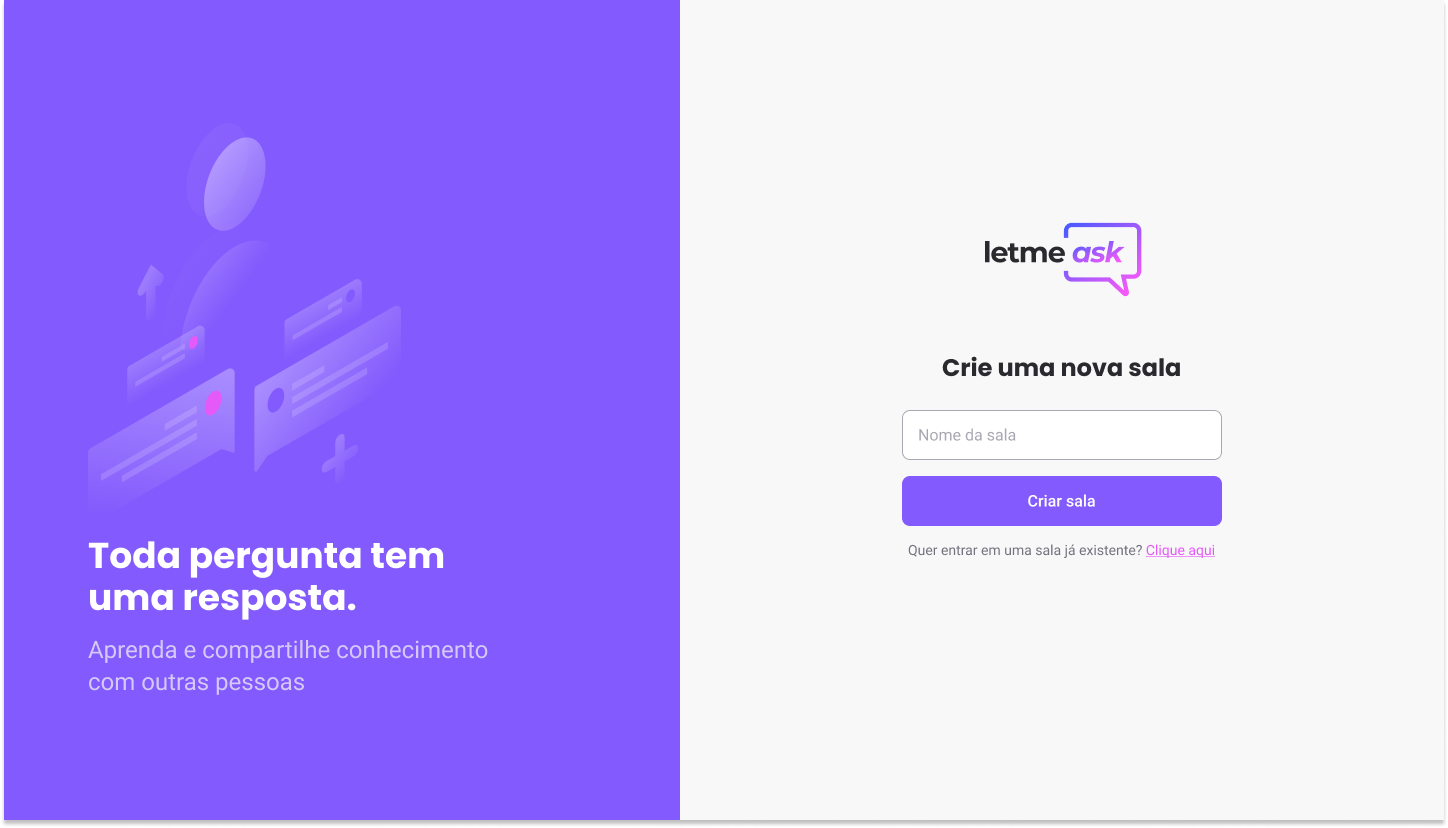 Toda pergunta tem
uma resposta.
Aprenda e compartilhe conhecimento
com outras pessoas
letme ask
Crie uma nova sala
Nome da sala
Criar sala
Quer entrar em uma sala já existente? Clique aqui